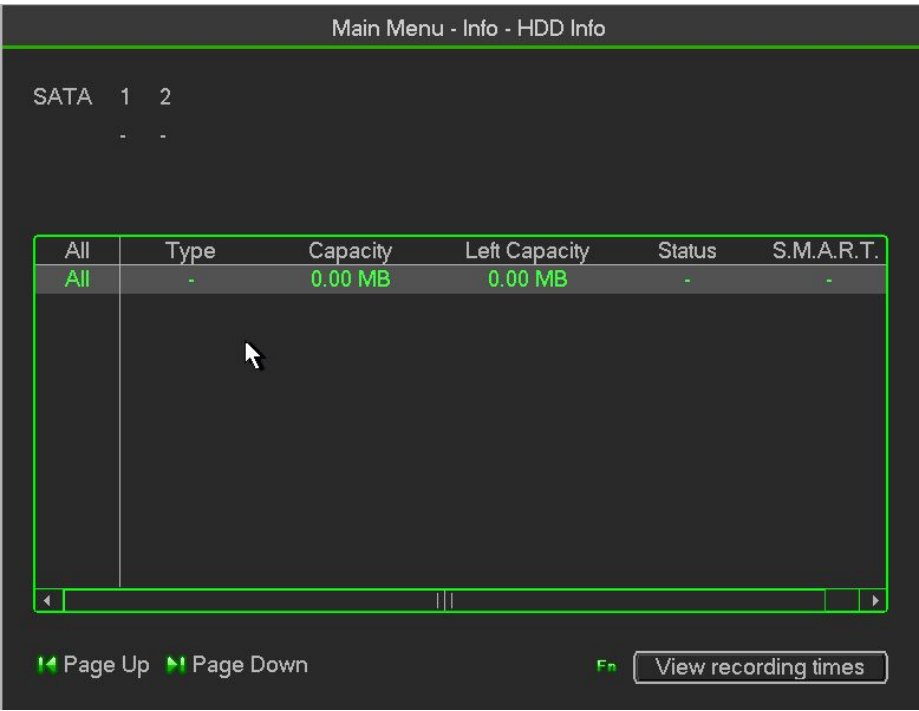 Main Menu - Info - HDD Info
SATA 1 2
- -
All Type Capacity Left Capacity Status S.M.A.R.T.
All - 0.00 MB 0.00 MB - -
Page Up Page Down Fn View recording times